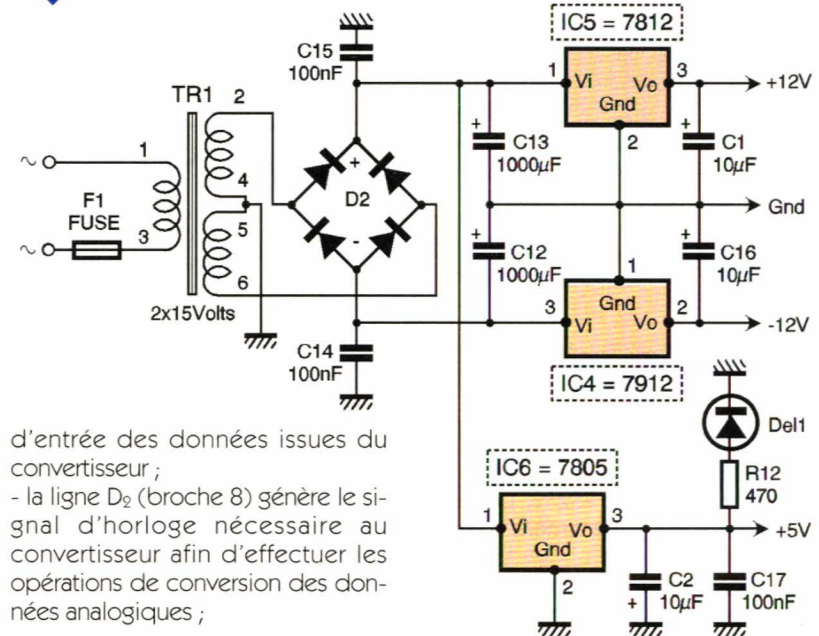 IC5 = 7812
C15
100nF
1
Vi
Vo
3
Gnd
+12V
TR1
2
+
C13
1000µF
2
+
C1
10µF
~
1
4
+
D2
-
Gnd
F1
FUSE
5
+
C12
1000µF
1
+
C16
10µF
~
3
6
Gnd
2x15Volts
3
Vi
Vo
2
-12V
C14
100nF
IC4 = 7912
Del1
d'entrée des données issues du
convertisseur ;
- la ligne D₂ (broche 8) génère le si-
gnal d'horloge nécessaire au
convertisseur afin d'effectuer les
opérations de conversion des don-
nées analogiques ;
IC6 = 7805
R12
470
1
Vi
Vo
3
+5V
Gnd
2
+
C2
10µF
C17
100nF